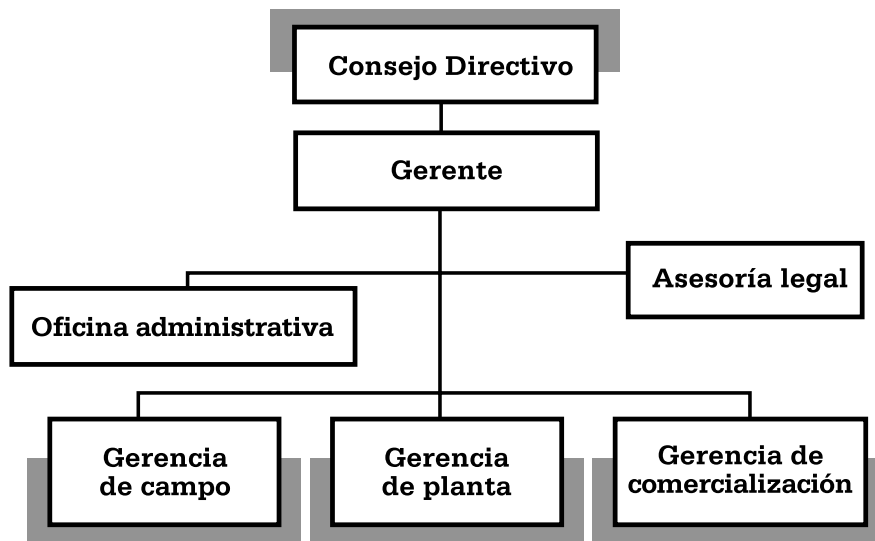 Consejo Directivo
Gerente
Asesoría legal
Oficina administrativa
Gerencia
de campo
Gerencia
de planta
Gerencia de
comercialización